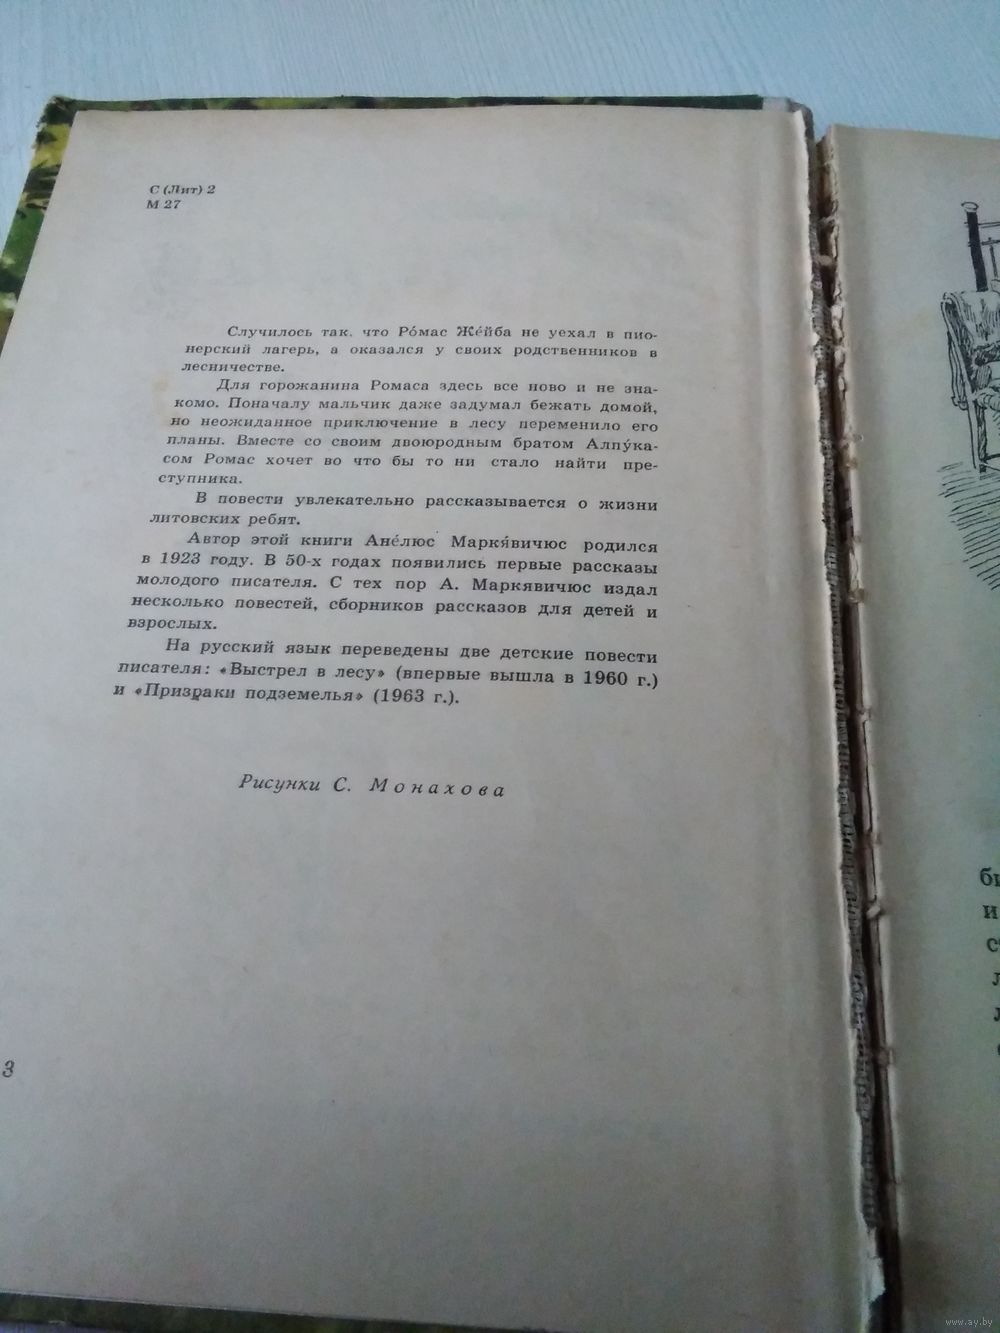 С (Лит) 2
М 27
Случилось так, что Ро́мас Же́йба не уехал в пио-
нерский лагерь, а оказался у своих родственников в
лесничестве.
Для горожанина Ромаса здесь все ново и не зна-
комо. Поначалу мальчик даже задумал бежать домой,
но неожиданное приключение в лесу переменило его
планы. Вместе со своим двоюродным братом Алпу́ка-
сом Ромас хочет во что бы то ни стало найти пре-
ступника.
В повести увлекательно рассказывается о жизни
литовских ребят.
Автор этой книги Ане́люс Маркя́вичюс родился
в 1923 году. В 50-х годах появились первые рассказы
молодого писателя. С тех пор А. Маркявичюс издал
несколько повестей, сборников рассказов для детей и
взрослых.
На русский язык переведены две детские повести
писателя: «Выстрел в лесу» (впервые вышла в 1960 г.)
и «Призраки подземелья» (1963 г.).
Рисунки С. Монахова
3
би
и
www.ay.by